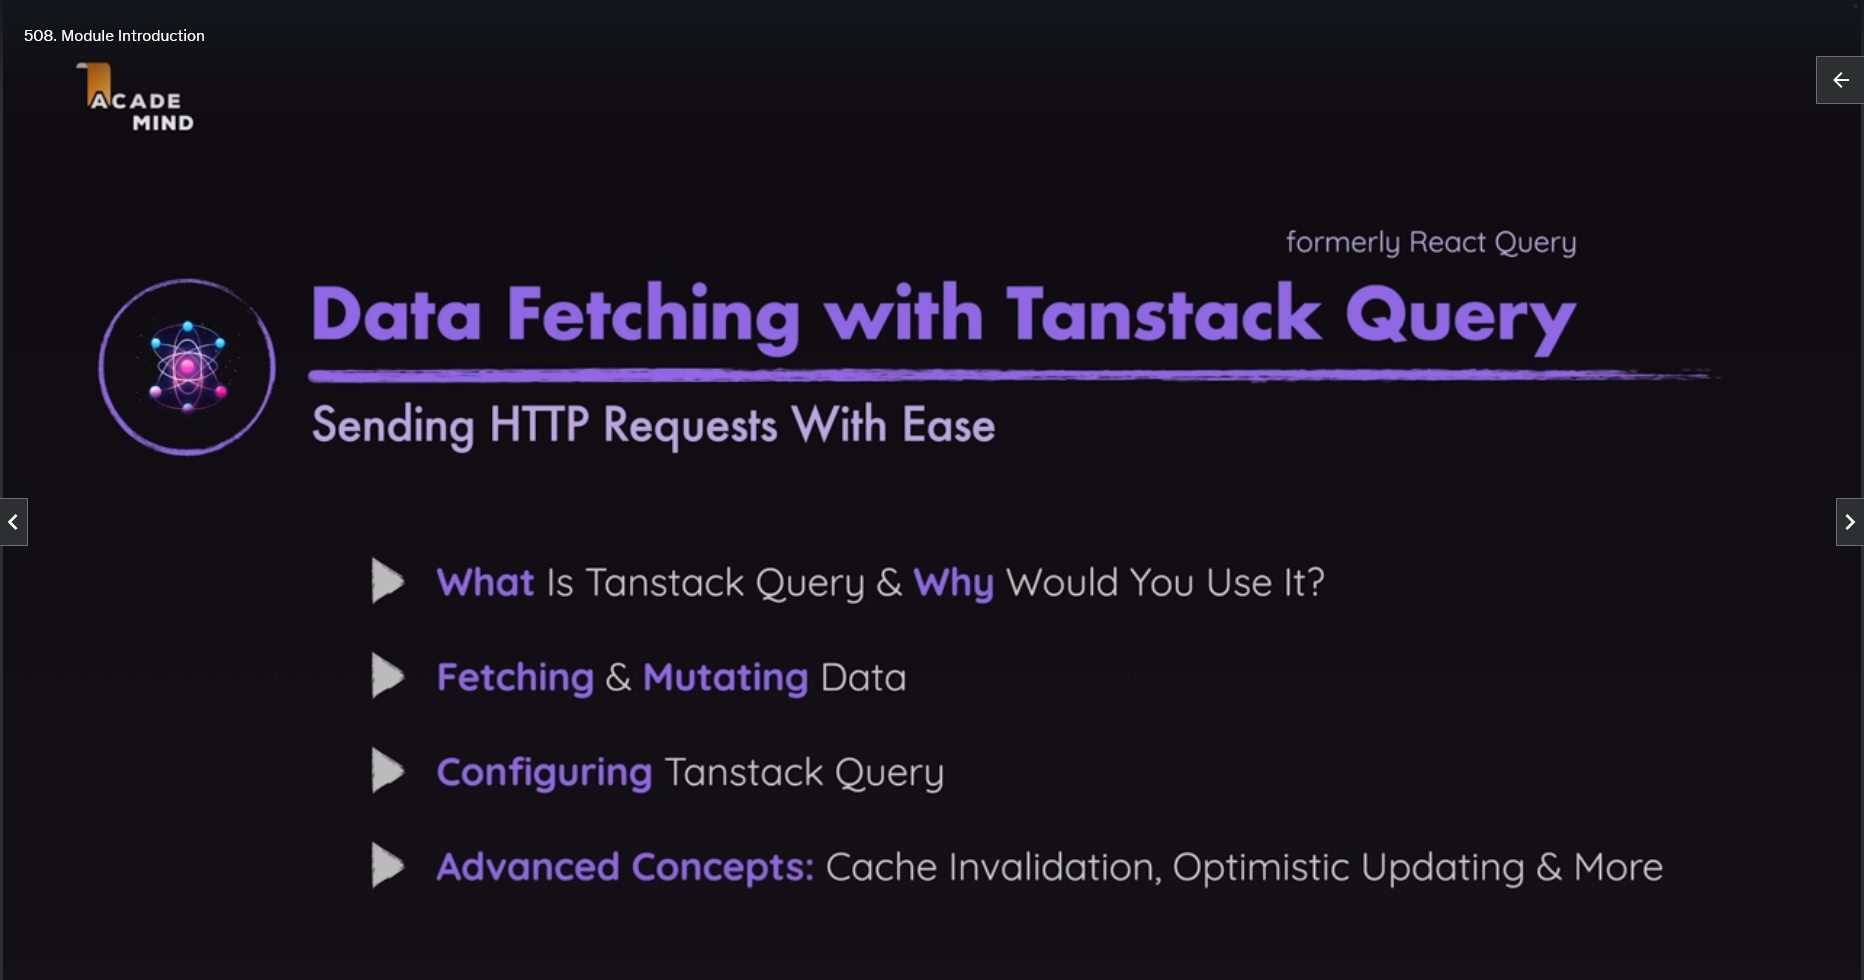 508. Module Introduction
ACADE
MIND
formerly React Query
Data Fetching with Tanstack Query
Sending HTTP Requests With Ease
What Is Tanstack Query & Why Would You Use It?
Fetching & Mutating Data
Configuring Tanstack Query
Advanced Concepts: Cache Invalidation, Optimistic Updating & More